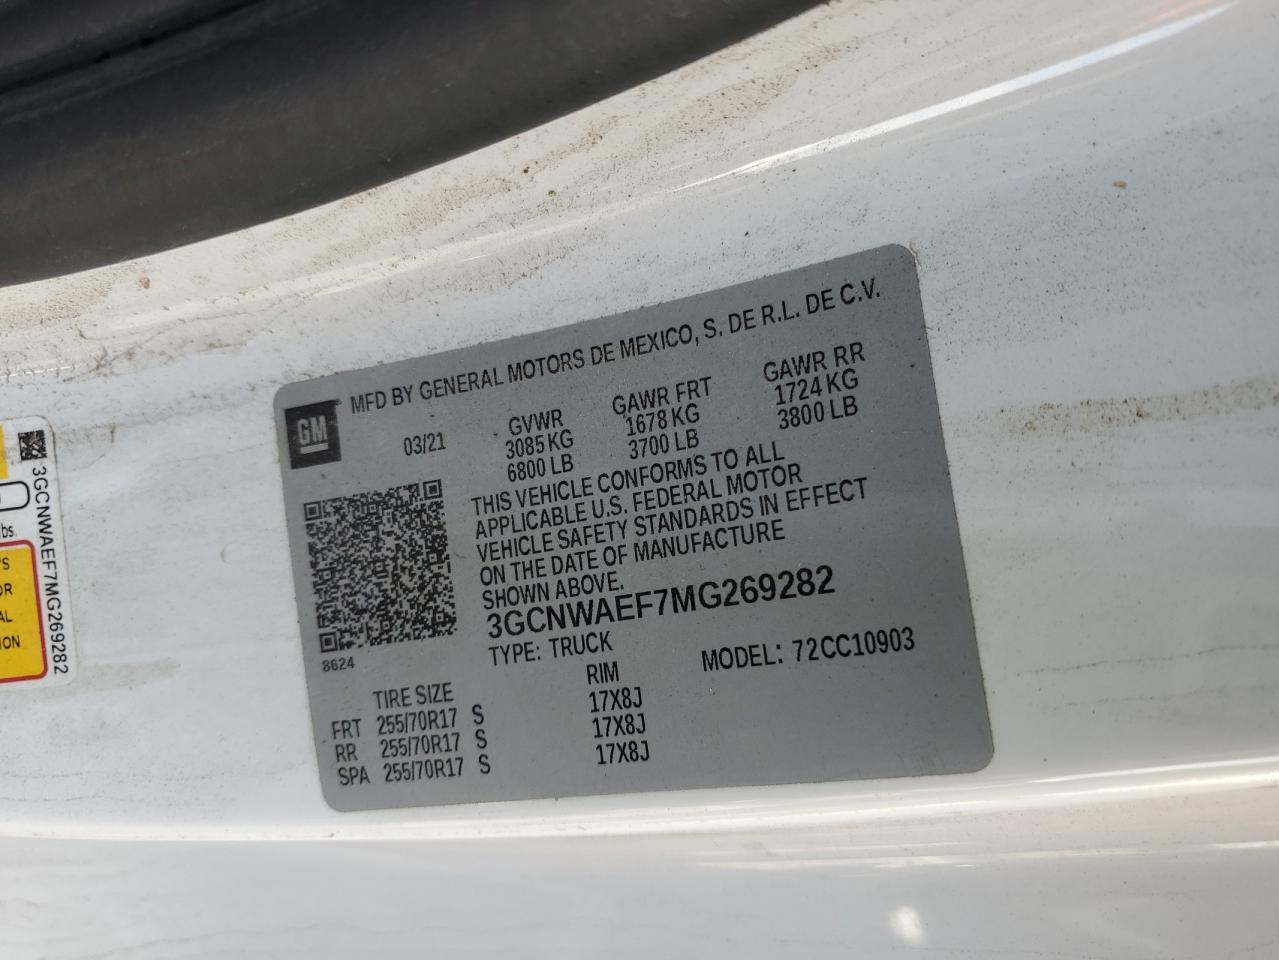 MFD BY GENERAL MOTORS DE MEXICO, S. DE R.L. DE C.V.
GM
03/21
GVWR GAWR FRT GAWR RR
3085 KG 1678 KG 1724 KG
6800 LB 3700 LB 3800 LB
THIS VEHICLE CONFORMS TO ALL
APPLICABLE U.S. FEDERAL MOTOR
VEHICLE SAFETY STANDARDS IN EFFECT
ON THE DATE OF MANUFACTURE
SHOWN ABOVE.
3GCNWAEF7MG269282
8624
TYPE: TRUCK MODEL: 72CC10903
TIRE SIZE RIM
FRT 255/70R17 S 17X8J
RR 255/70R17 S 17X8J
SPA 255/70R17 S 17X8J
3GCNWAEF7MG269282